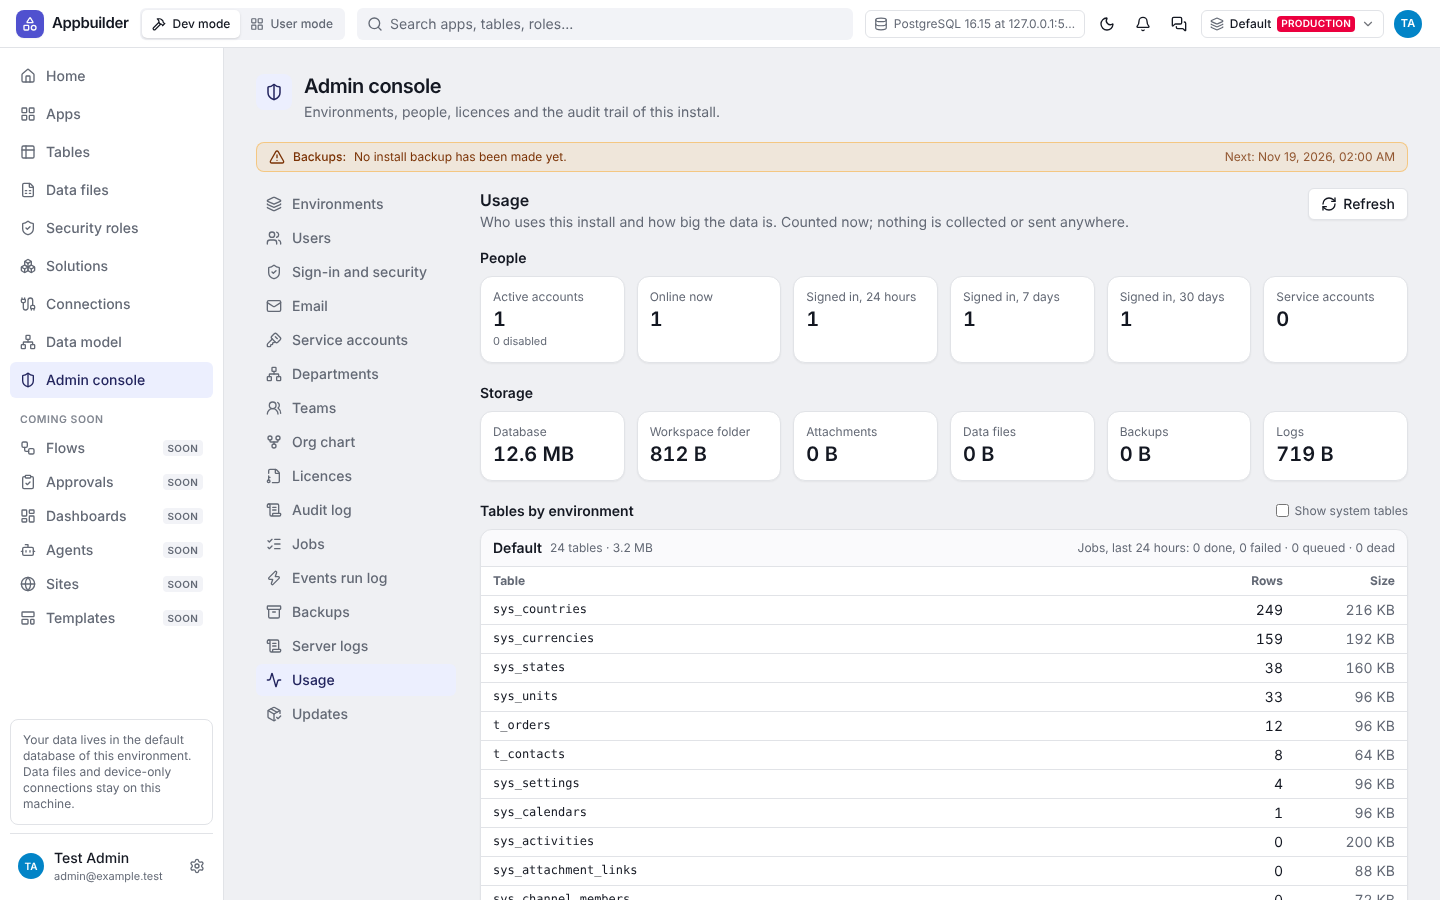 Appbuilder
Dev mode
User mode
Search apps, tables, roles...
PostgreSQL 16.15 at 127.0.0.1:5...
Default PRODUCTION
TA
Home
Apps
Tables
Data files
Security roles
Solutions
Connections
Data model
Admin console
COMING SOON
Flows SOON
Approvals SOON
Dashboards SOON
Agents SOON
Sites SOON
Templates SOON
Your data lives in the default
database of this environment.
Data files and device-only
connections stay on this
machine.
TA
Test Admin
admin@example.test
Admin console
Environments, people, licences and the audit trail of this install.
Backups: No install backup has been made yet.
Next: Nov 19, 2026, 02:00 AM
Environments
Users
Sign-in and security
Email
Service accounts
Departments
Teams
Org chart
Licences
Audit log
Jobs
Events run log
Backups
Server logs
Usage
Updates
Usage
Who uses this install and how big the data is. Counted now; nothing is collected or sent anywhere.
Refresh
People
Active accounts
1
0 disabled
Online now
1
Signed in, 24 hours
1
Signed in, 7 days
1
Signed in, 30 days
1
Service accounts
0
Storage
Database
12.6 MB
Workspace folder
812 B
Attachments
0 B
Data files
0 B
Backups
0 B
Logs
719 B
Tables by environment
Show system tables
Default 24 tables · 3.2 MB
Jobs, last 24 hours: 0 done, 0 failed · 0 queued · 0 dead
Table Rows Size
sys_countries 249 216 KB
sys_currencies 159 192 KB
sys_states 38 160 KB
sys_units 33 96 KB
t_orders 12 96 KB
t_contacts 8 64 KB
sys_settings 4 96 KB
sys_calendars 1 96 KB
sys_activities 0 200 KB
sys_attachment_links 0 88 KB
sys_channel_members 0 72 KB